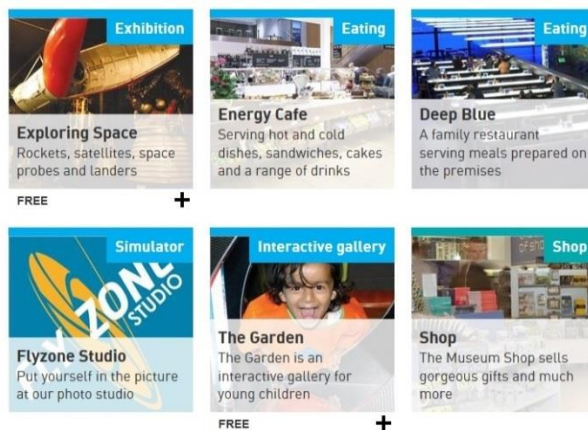 Exhibition
Exploring Space
Rockets, satellites, space
probes and landers
FREE +
Eating
Energy Cafe
Serving hot and cold
dishes, sandwiches, cakes
and a range of drinks
Eating
Deep Blue
A family restaurant
serving meals prepared on
the premises
Simulator
FLY ZONE
STUDIO
Flyzone Studio
Put yourself in the picture
at our photo studio
Interactive gallery
The Garden
The Garden is an
interactive gallery for
young children
FREE +
Shop
Shop
The Museum Shop sells
gorgeous gifts and much
more